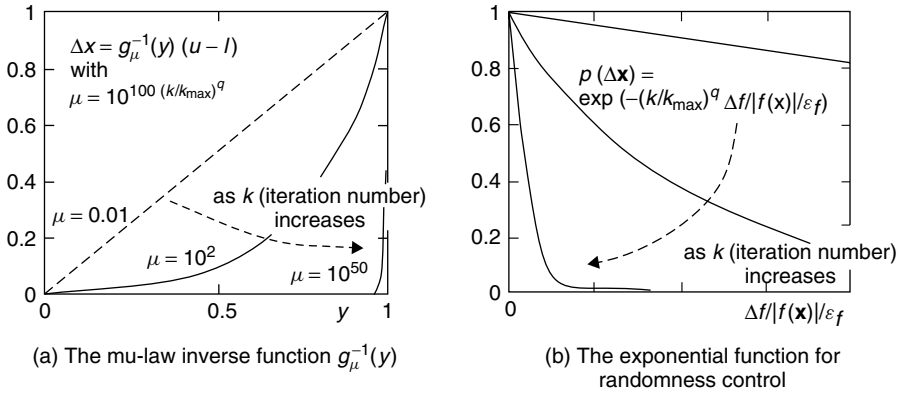 1
0.8
0.6
0.4
0.2
0
0
0.5
y
1
Δx = g_μ^{-1}(y) (u – l)
with
μ = 10^{100 (k/k_max)^q}
μ = 0.01
as k (iteration number)
increases
μ = 10^2
μ = 10^{50}
(a) The mu-law inverse function g_μ^{-1}(y)
1
0.8
0.6
0.4
0.2
0
0
Δf/|f(x)|/ε_f
p (Δx) =
exp (–(k/k_max)^q Δf/|f(x)|/ε_f)
as k (iteration number)
increases
(b) The exponential function for
randomness control